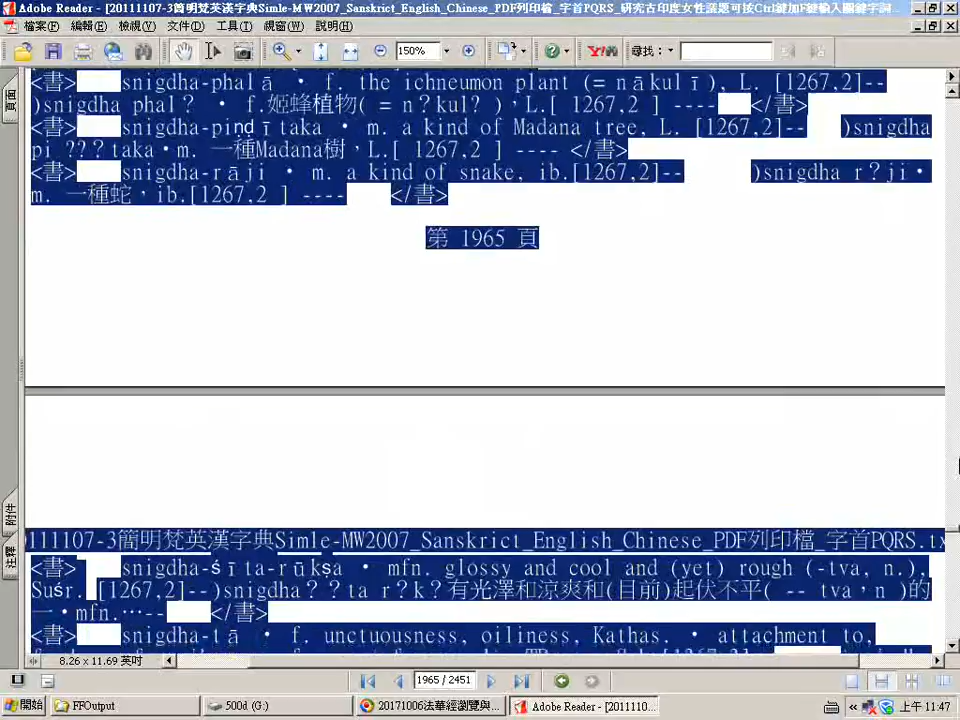 Adobe Reader - [20111107-3簡明梵英漢字典Simle-MW2007_Sanskrict_English_Chinese_PDF列印檔_字首PQRS_研究古印度女性議題可按Ctrl鍵加F鍵輸入關鍵字詞...
檔案(F) 編輯(E) 檢視(V) 文件(D) 工具(T) 視窗(W) 說明(H)
150% Y! 尋找:
頁面
<書> snigdha-phalā • f. the ichneumon plant (= nākulī), L. [1267,2]--
)snigdha phal? • f.姬蜂植物( = n?kul? ),L.[ 1267,2 ] ---- </書>
<書> snigdha-piṇḍītaka • m. a kind of Madana tree, L. [1267,2]-- )snigdha
pi ???taka•m. 一種Madana樹,L.[ 1267,2 ] ---- </書>
<書> snigdha-rāji • m. a kind of snake, ib.[1267,2]-- )snigdha r?ji•
m. 一種蛇,ib.[1267,2 ] ---- </書>
第 1965 頁
附件
註釋
111107-3簡明梵英漢字典Simle-MW2007_Sanskrict_English_Chinese_PDF列印檔_字首PQRS.tx
<書> snigdha-śīta-rūkṣa • mfn. glossy and cool and (yet) rough (-tva, n.),
Suśr. [1267,2]--)snigdha??ta r?k?有光澤和涼爽和(目前)起伏不平( -- tva,n )的
一•mfn.…-- </書>
<書> snigdha-tā • f. unctuousness, oiliness, Kathas. • attachment to,
8.26 x 11.69 英吋
1965 / 2451
開始 FFOutput 500d (G:) 20171006法華經瀏覽與... Adobe Reader - [2011110... « 上午 11:47